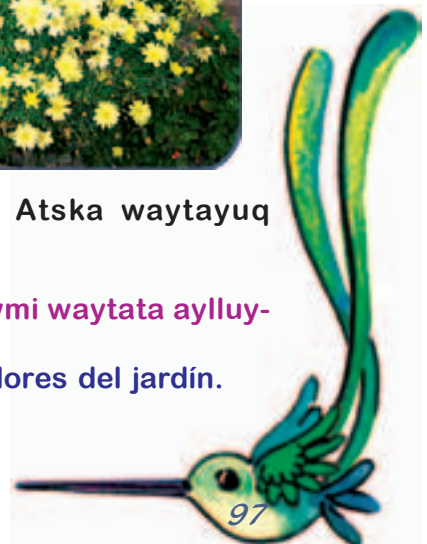 Atska waytayuq
ymi waytata aylluy-
lores del jardín.
97